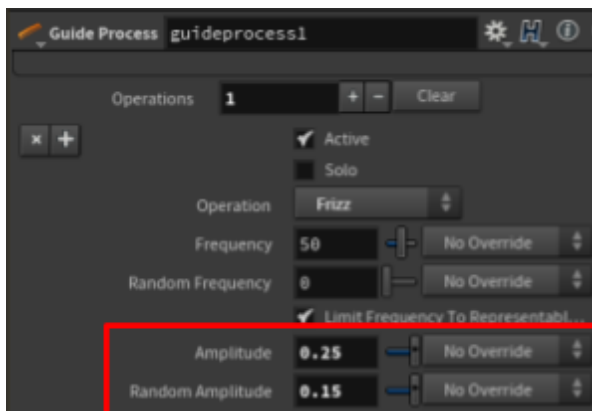 Guide Process guideprocess1
Operations 1 + - Clear
Active
Solo
Operation Frizz
Frequency 50 No Override
Random Frequency 0 No Override
Limit Frequency To Representabl...
Amplitude 0.25 No Override
Random Amplitude 0.15 No Override